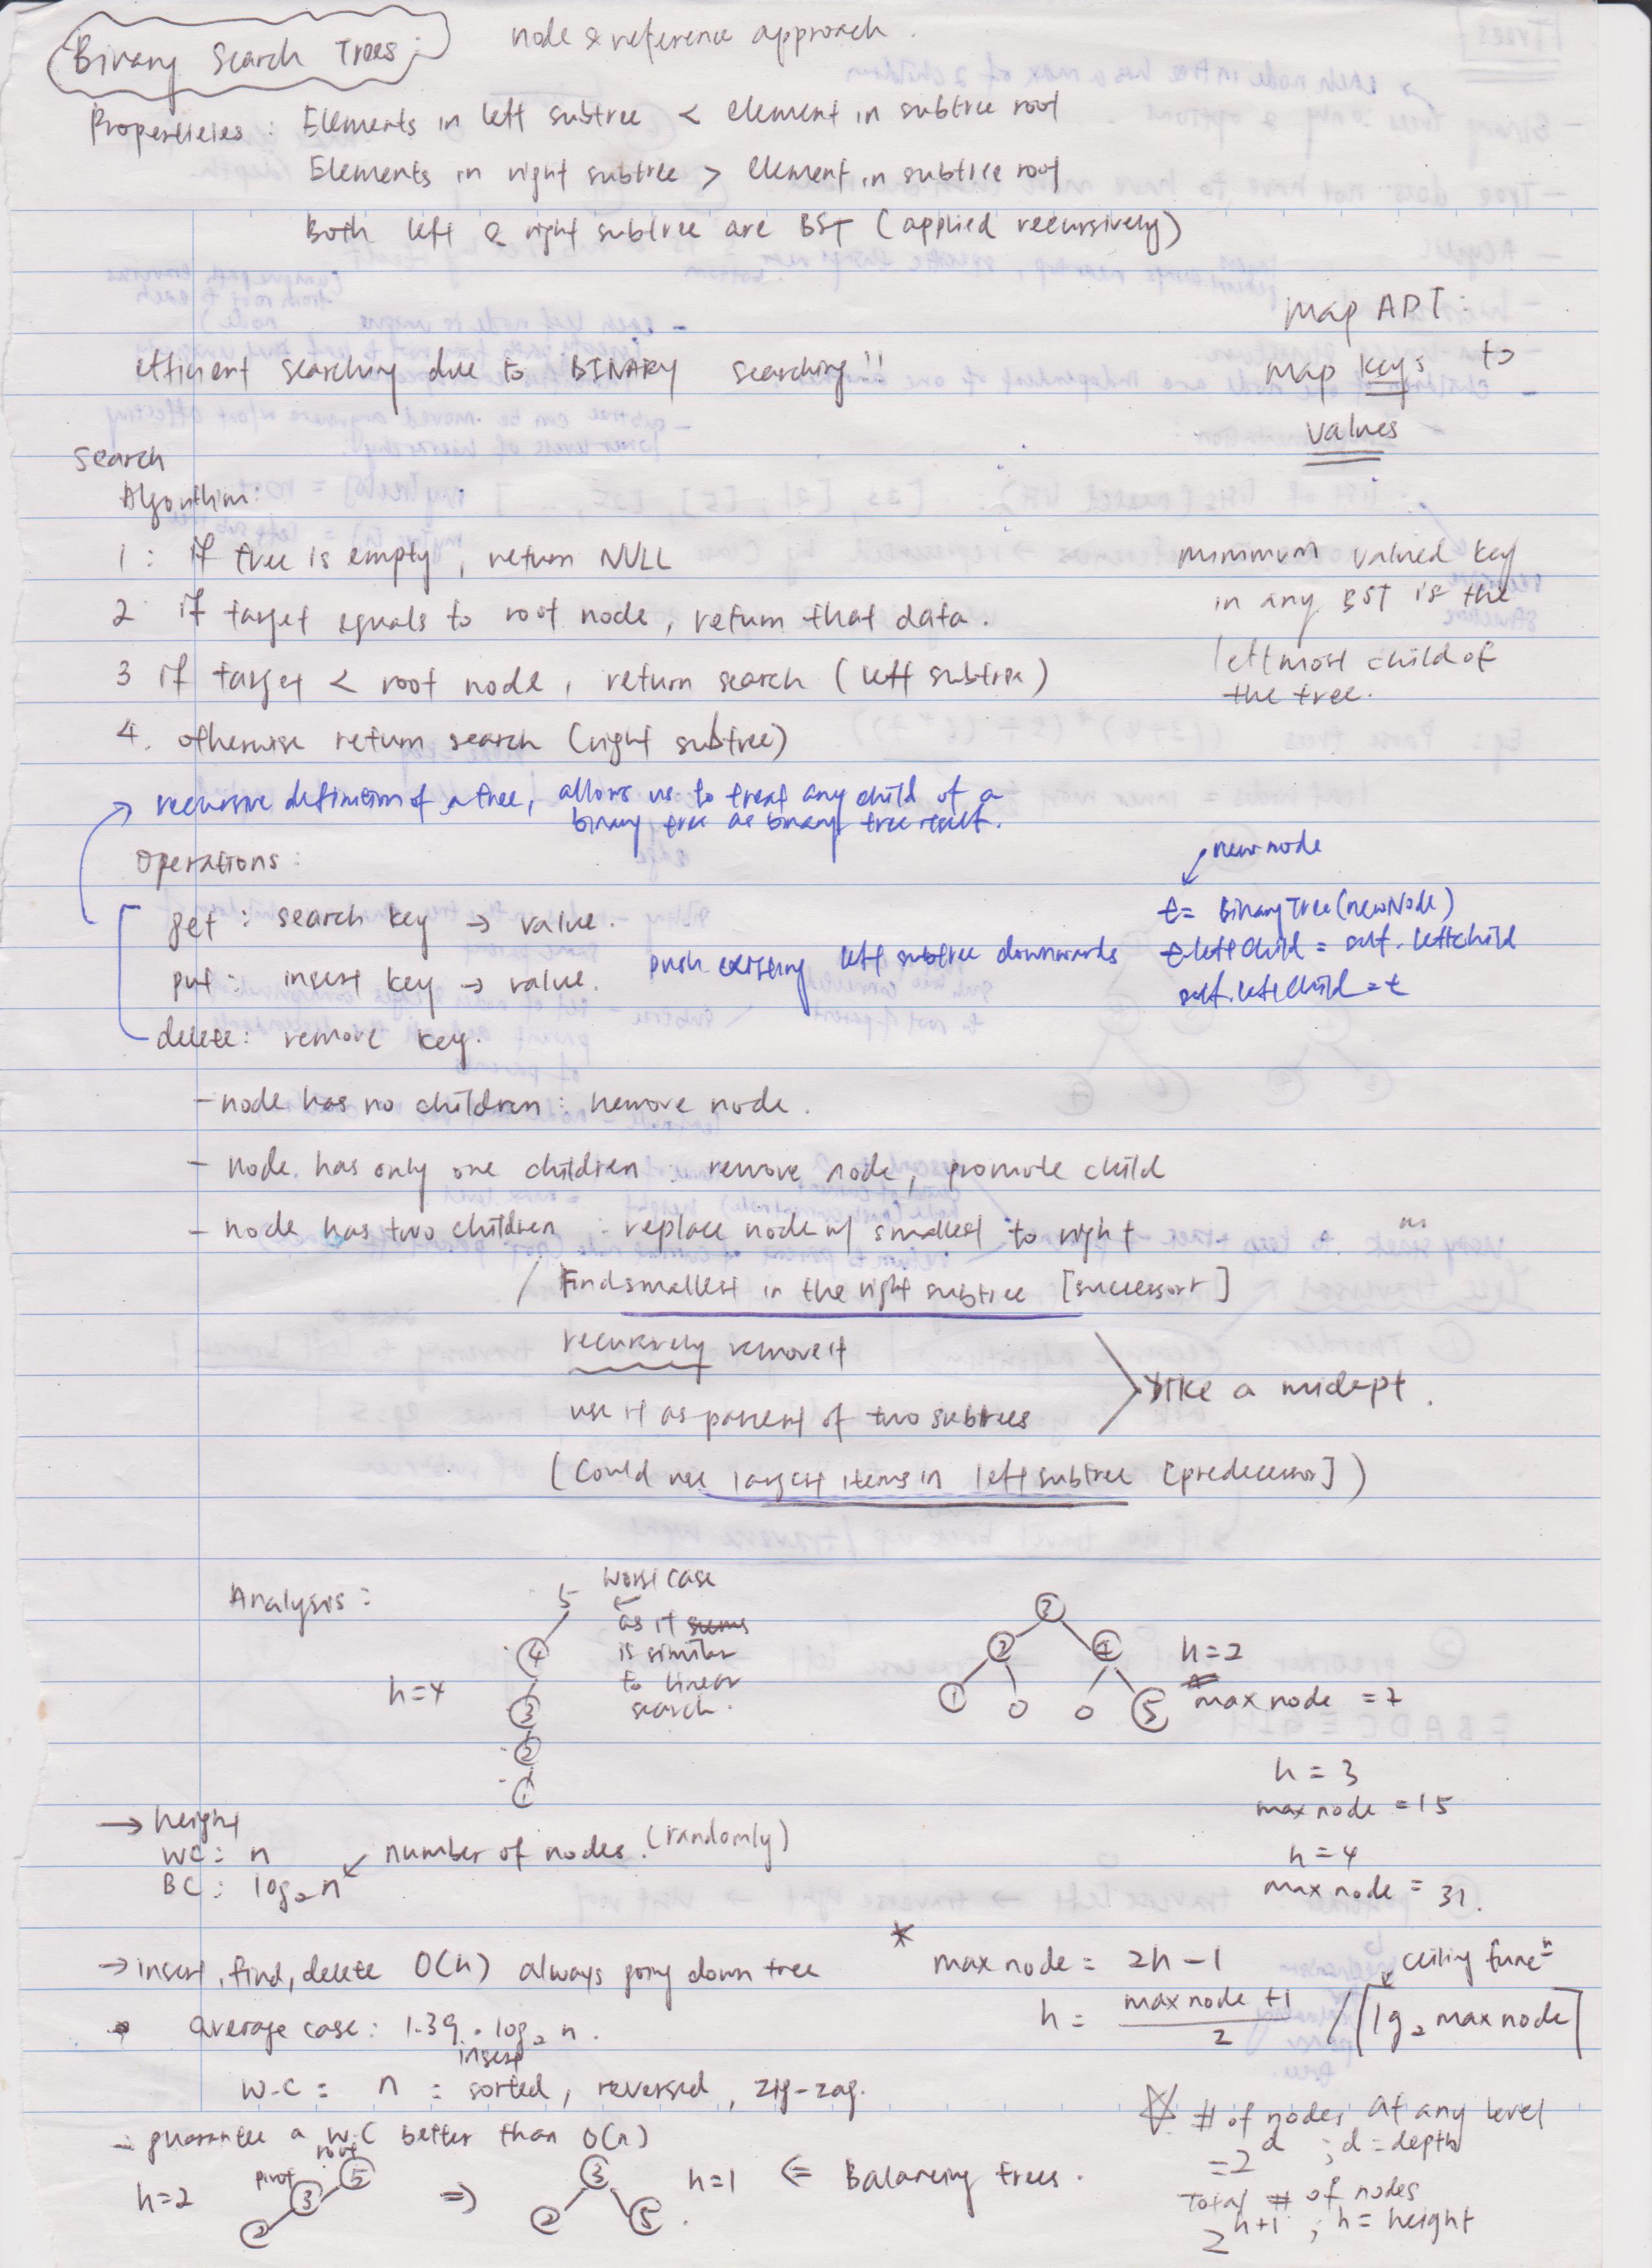 Binary Search Trees: node & reference approach.
Properties: Elements in left subtree < element in subtree root
Elements in right subtree > element in subtree root
Both left & right subtree are BST (applied recursively)
map ADT:
map keys to
values
efficient searching due to BINARY searching!!
Search
Algorithm:
1: if tree is empty, return NULL
2 if target equals to root node, return that data.
3 if target < root node, return search (left subtree)
4. otherwise return search (right subtree)
minimum valued key
in any BST is the
leftmost child of
the tree.
recursive definition of a tree, allows us to treat any child of a
binary tree as binary tree itself.
Operations:
get: search key → value.
put: insert key → value.
delete: remove key.
push existing left subtree downwards
new node
t = BinaryTree(newNode)
t.leftChild = self.leftChild
self.leftChild = t
- node has no children: remove node.
- node has only one children: remove node, promote child
- node has two children: replace node w/ smallest to right
Find smallest in the right subtree [successor]
recursively remove it
use it as parent of two subtrees
like a midpt.
(Could use largest items in left subtree [predecessor])
Analysis:
h=4
5
4
3
2
1
worst case
as it seems
is similar
to linear
search.
3
2 4
1 0 0 5
h=2
max node = 7
h = 3
max node = 15
h = 4
max node = 31.
→ height
WC: n
BC: log2 n ← number of nodes. (randomly)
→ insert, find, delete O(h) always going down tree
average case: 1.39 · log2 n.
insert
W.C = n = sorted, reversed, zig-zag.
* max node = 2h - 1
h = max node + 1 / 2 / ⌈lg2 max node⌉
ceiling func n
- guarantee a W.C better than O(n)
h=2
pivot
root
5
3
2
⇒
3
2 5
h=1 ⇐ Balancing trees.
☆ # of nodes at any level
= 2^d ; d = depth
Total # of nodes
2^h+1 ; h = height